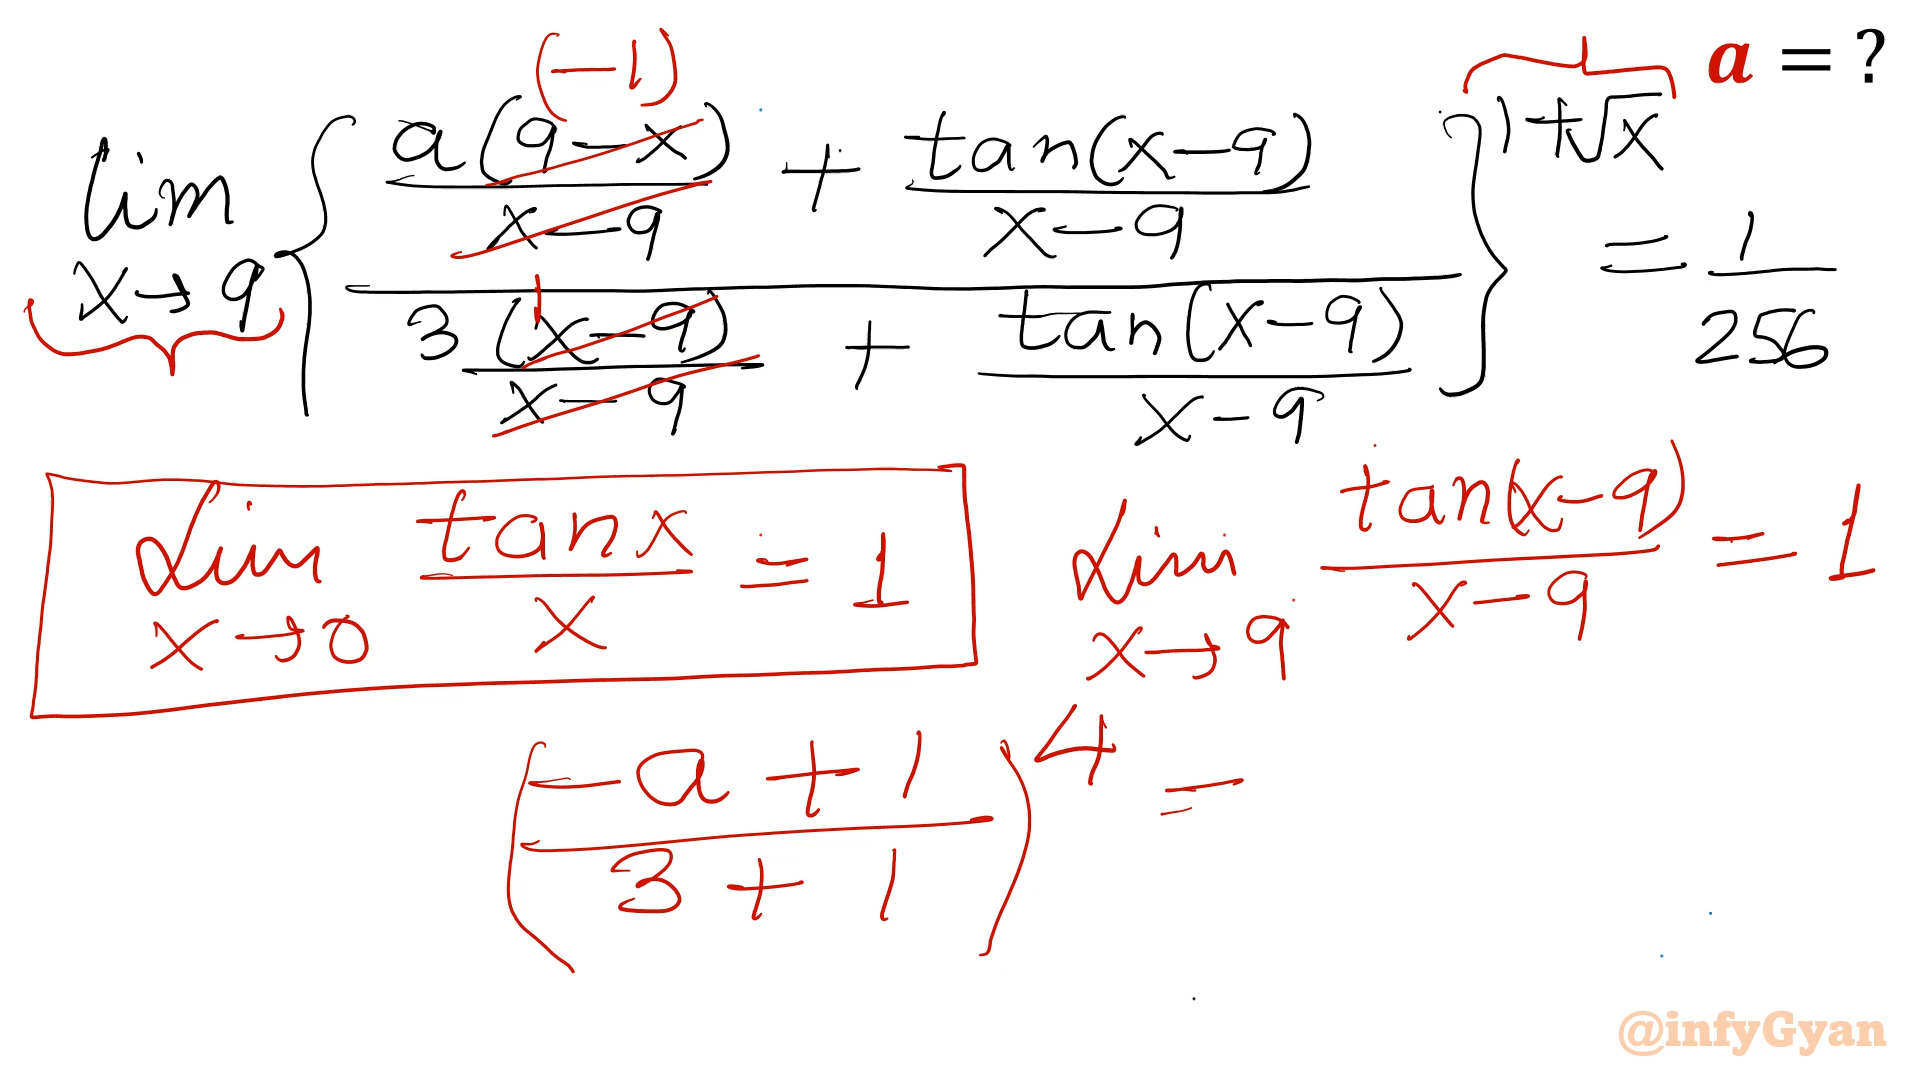 a = ?
(-1)
lim x→9 { (a(9-x)/(x-9) + tan(x-9)/(x-9)) / (3(x-9)/(x-9) + tan(x-9)/(x-9)) }^(1+√x) = 1/256
1
Lim x→0 tanx/x = 1
Lim x→9 tan(x-9)/(x-9) = 1
((-a+1)/(3+1))^4 =
@infyGyan